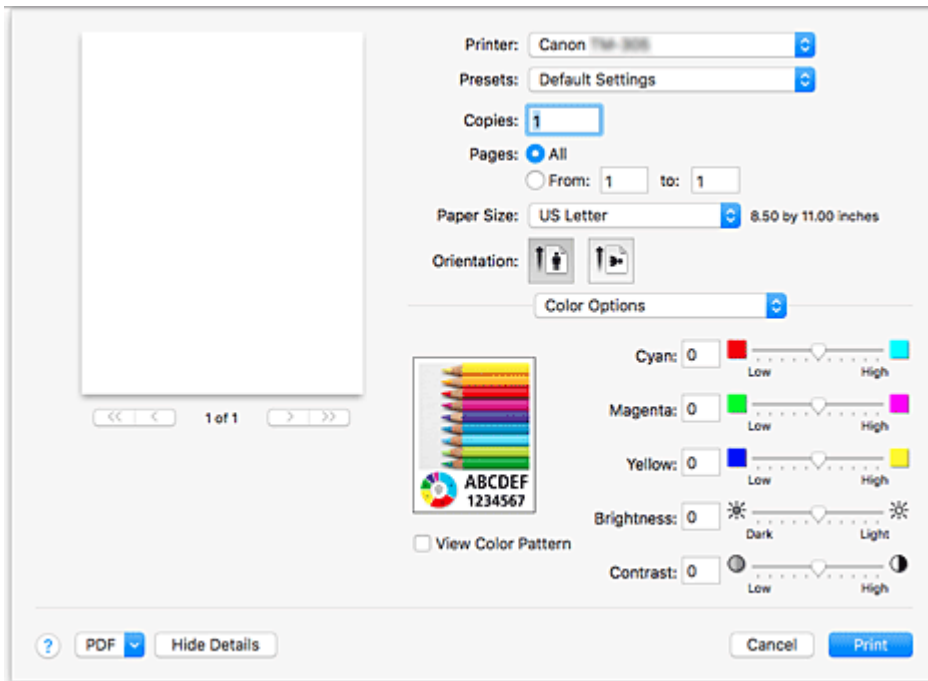 Printer: Canon
Presets: Default Settings
Copies: 1
Pages: All
From: 1 to: 1
Paper Size: US Letter 8.50 by 11.00 inches
Orientation:
Color Options
<< < 1 of 1 > >>
ABCDEF
1234567
View Color Pattern
Cyan: 0
Low High
Magenta: 0
Low High
Yellow: 0
Low High
Brightness: 0
Dark Light
Contrast: 0
Low High
? PDF Hide Details Cancel Print